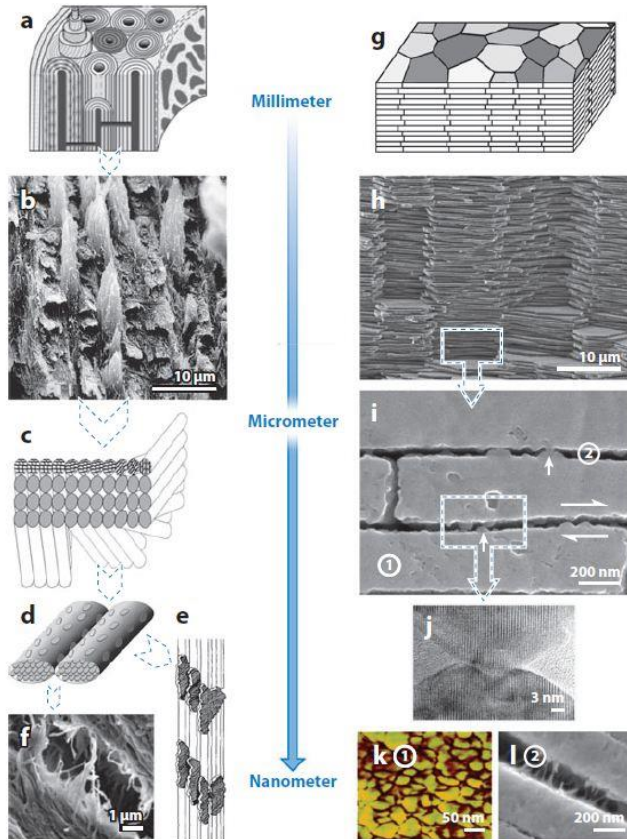 a
g
Millimeter
b
h
10 μm
10 μm
Micrometer
i
c
②
①
200 nm
d
e
j
3 nm
f
k ①
l ②
1 μm
Nanometer
50 nm
200 nm